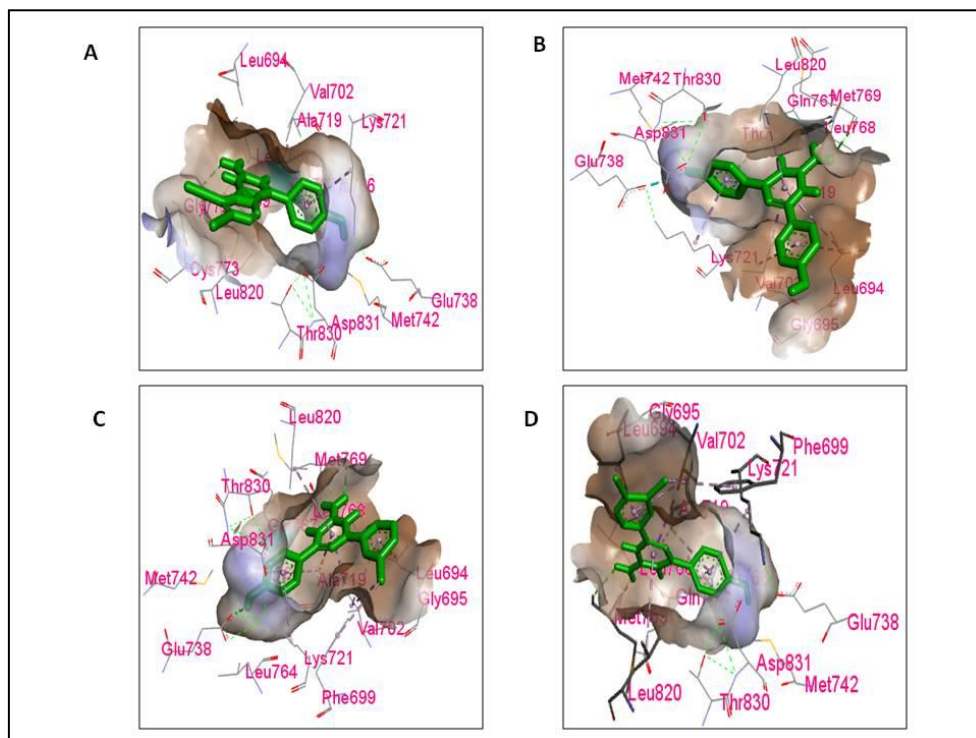 A
Leu694
Val702
Ala719
Lys721
Cys773
Leu820
Glu738
Asp831
Met742
Thr830
B
Leu820
Met742 Thr830
Gln767 Met769
Asp831
Leu768
Glu738
Lys721
Leu694
Gly695
C
Leu820
Met769
Thr830
Asp831
Ala719
Met742
Leu694
Gly695
Glu738
Val702
Lys721
Leu764
Phe699
D
Gly695
Leu694
Val702
Phe699
Lys721
Glu738
Asp831
Met742
Leu820
Thr830